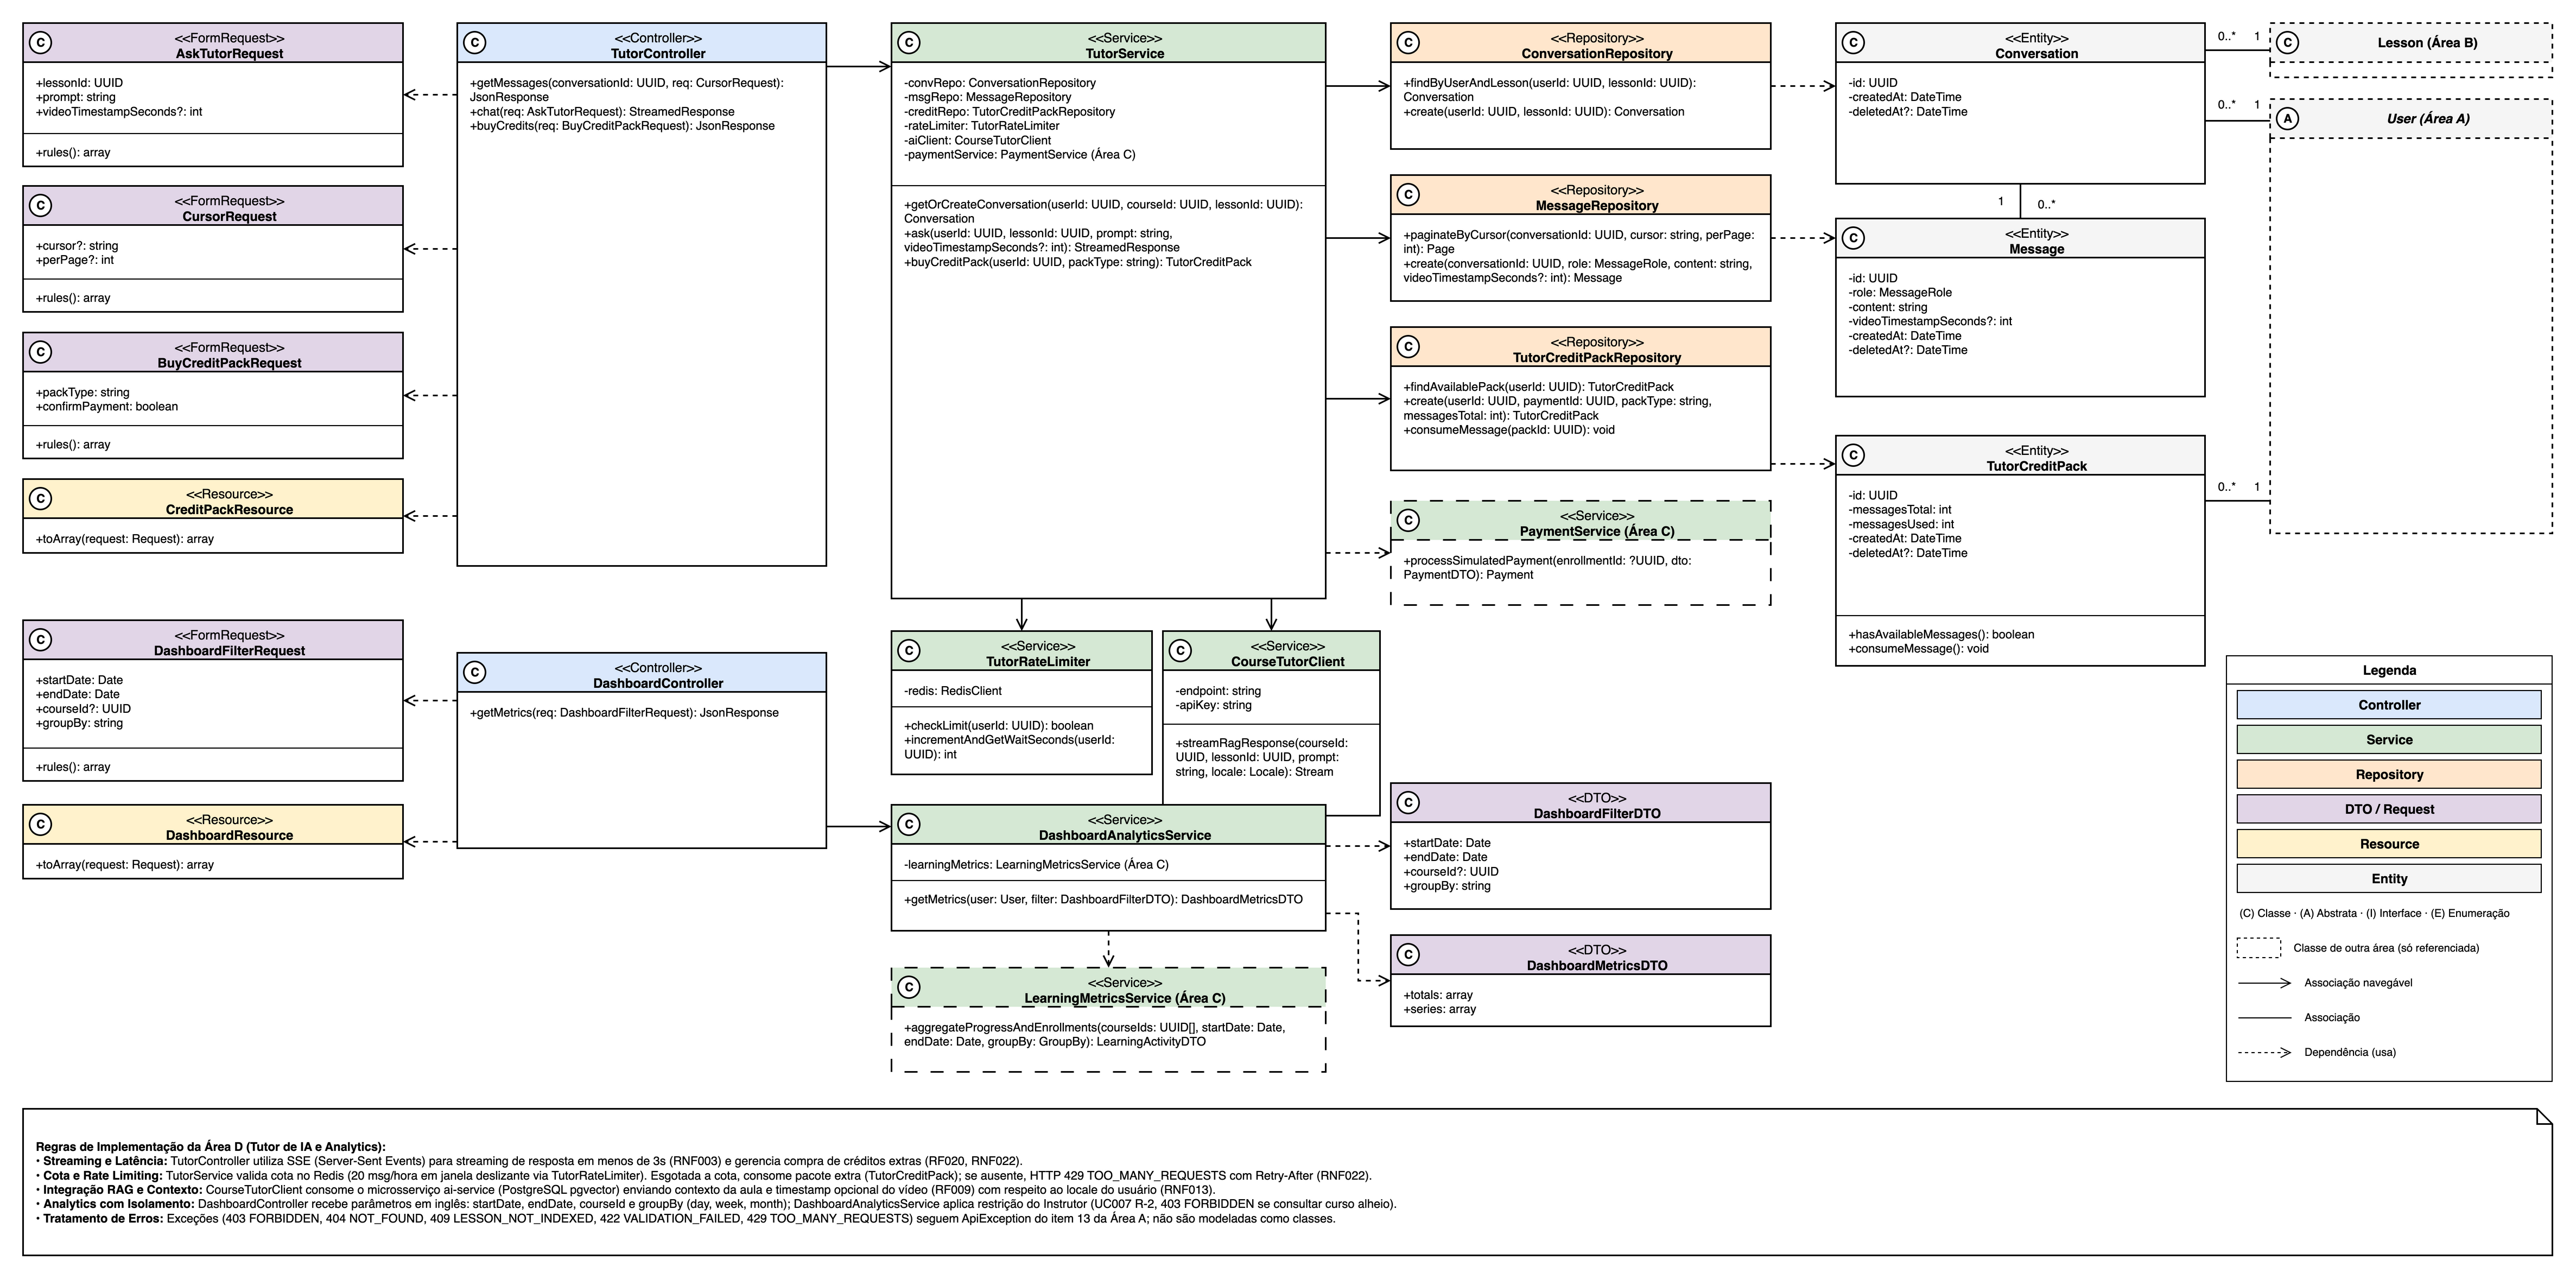 C
<<FormRequest>>
AskTutorRequest
+lessonId: UUID
+prompt: string
+videoTimestampSeconds?: int
+rules(): array
C
<<FormRequest>>
CursorRequest
+cursor?: string
+perPage?: int
+rules(): array
C
<<FormRequest>>
BuyCreditPackRequest
+packType: string
+confirmPayment: boolean
+rules(): array
C
<<Resource>>
CreditPackResource
+toArray(request: Request): array
C
<<FormRequest>>
DashboardFilterRequest
+startDate: Date
+endDate: Date
+courseId?: UUID
+groupBy: string
+rules(): array
C
<<Resource>>
DashboardResource
+toArray(request: Request): array
C
<<Controller>>
TutorController
+getMessages(conversationId: UUID, req: CursorRequest):
JsonResponse
+chat(req: AskTutorRequest): StreamedResponse
+buyCredits(req: BuyCreditPackRequest): JsonResponse
C
<<Controller>>
DashboardController
+getMetrics(req: DashboardFilterRequest): JsonResponse
C
<<Service>>
TutorService
-convRepo: ConversationRepository
-msgRepo: MessageRepository
-creditRepo: TutorCreditPackRepository
-rateLimiter: TutorRateLimiter
-aiClient: CourseTutorClient
-paymentService: PaymentService (Área C)
+getOrCreateConversation(userId: UUID, courseId: UUID, lessonId: UUID):
Conversation
+ask(userId: UUID, lessonId: UUID, prompt: string,
videoTimestampSeconds?: int): StreamedResponse
+buyCreditPack(userId: UUID, packType: string): TutorCreditPack
C
<<Service>>
TutorRateLimiter
-redis: RedisClient
+checkLimit(userId: UUID): boolean
+incrementAndGetWaitSeconds(userId:
UUID): int
C
<<Service>>
CourseTutorClient
-endpoint: string
-apiKey: string
+streamRagResponse(courseId:
UUID, lessonId: UUID, prompt:
string, locale: Locale): Stream
C
<<Service>>
DashboardAnalyticsService
-learningMetrics: LearningMetricsService (Área C)
+getMetrics(user: User, filter: DashboardFilterDTO): DashboardMetricsDTO
C
<<Service>>
LearningMetricsService (Área C)
+aggregateProgressAndEnrollments(courseIds: UUID[], startDate: Date,
endDate: Date, groupBy: GroupBy): LearningActivityDTO
C
<<Repository>>
ConversationRepository
+findByUserAndLesson(userId: UUID, lessonId: UUID):
Conversation
+create(userId: UUID, lessonId: UUID): Conversation
C
<<Repository>>
MessageRepository
+paginateByCursor(conversationId: UUID, cursor: string, perPage:
int): Page
+create(conversationId: UUID, role: MessageRole, content: string,
videoTimestampSeconds?: int): Message
C
<<Repository>>
TutorCreditPackRepository
+findAvailablePack(userId: UUID): TutorCreditPack
+create(userId: UUID, paymentId: UUID, packType: string,
messagesTotal: int): TutorCreditPack
+consumeMessage(packId: UUID): void
C
<<Service>>
PaymentService (Área C)
+processSimulatedPayment(enrollmentId: ?UUID, dto:
PaymentDTO): Payment
C
<<DTO>>
DashboardFilterDTO
+startDate: Date
+endDate: Date
+courseId?: UUID
+groupBy: string
C
<<DTO>>
DashboardMetricsDTO
+totals: array
+series: array
C
<<Entity>>
Conversation
-id: UUID
-createdAt: DateTime
-deletedAt?: DateTime
1
0..*
C
<<Entity>>
Message
-id: UUID
-role: MessageRole
-content: string
-videoTimestampSeconds?: int
-createdAt: DateTime
-deletedAt?: DateTime
C
<<Entity>>
TutorCreditPack
-id: UUID
-messagesTotal: int
-messagesUsed: int
-createdAt: DateTime
-deletedAt?: DateTime
+hasAvailableMessages(): boolean
+consumeMessage(): void
0..* 1
C
Lesson (Área B)
0..* 1
A
User (Área A)
0..* 1
Legenda
Controller
Service
Repository
DTO / Request
Resource
Entity
(C) Classe · (A) Abstrata · (I) Interface · (E) Enumeração
Classe de outra área (só referenciada)
Associação navegável
Associação
Dependência (usa)
Regras de Implementação da Área D (Tutor de IA e Analytics):
• Streaming e Latência: TutorController utiliza SSE (Server-Sent Events) para streaming de resposta em menos de 3s (RNF003) e gerencia compra de créditos extras (RF020, RNF022).
• Cota e Rate Limiting: TutorService valida cota no Redis (20 msg/hora em janela deslizante via TutorRateLimiter). Esgotada a cota, consome pacote extra (TutorCreditPack); se ausente, HTTP 429 TOO_MANY_REQUESTS com Retry-After (RNF022).
• Integração RAG e Contexto: CourseTutorClient consome o microsserviço ai-service (PostgreSQL pgvector) enviando contexto da aula e timestamp opcional do vídeo (RF009) com respeito ao locale do usuário (RNF013).
• Analytics com Isolamento: DashboardController recebe parâmetros em inglês: startDate, endDate, courseId e groupBy (day, week, month); DashboardAnalyticsService aplica restrição do Instrutor (UC007 R-2, 403 FORBIDDEN se consultar curso alheio).
• Tratamento de Erros: Exceções (403 FORBIDDEN, 404 NOT_FOUND, 409 LESSON_NOT_INDEXED, 422 VALIDATION_FAILED, 429 TOO_MANY_REQUESTS) seguem ApiException do item 13 da Área A; não são modeladas como classes.